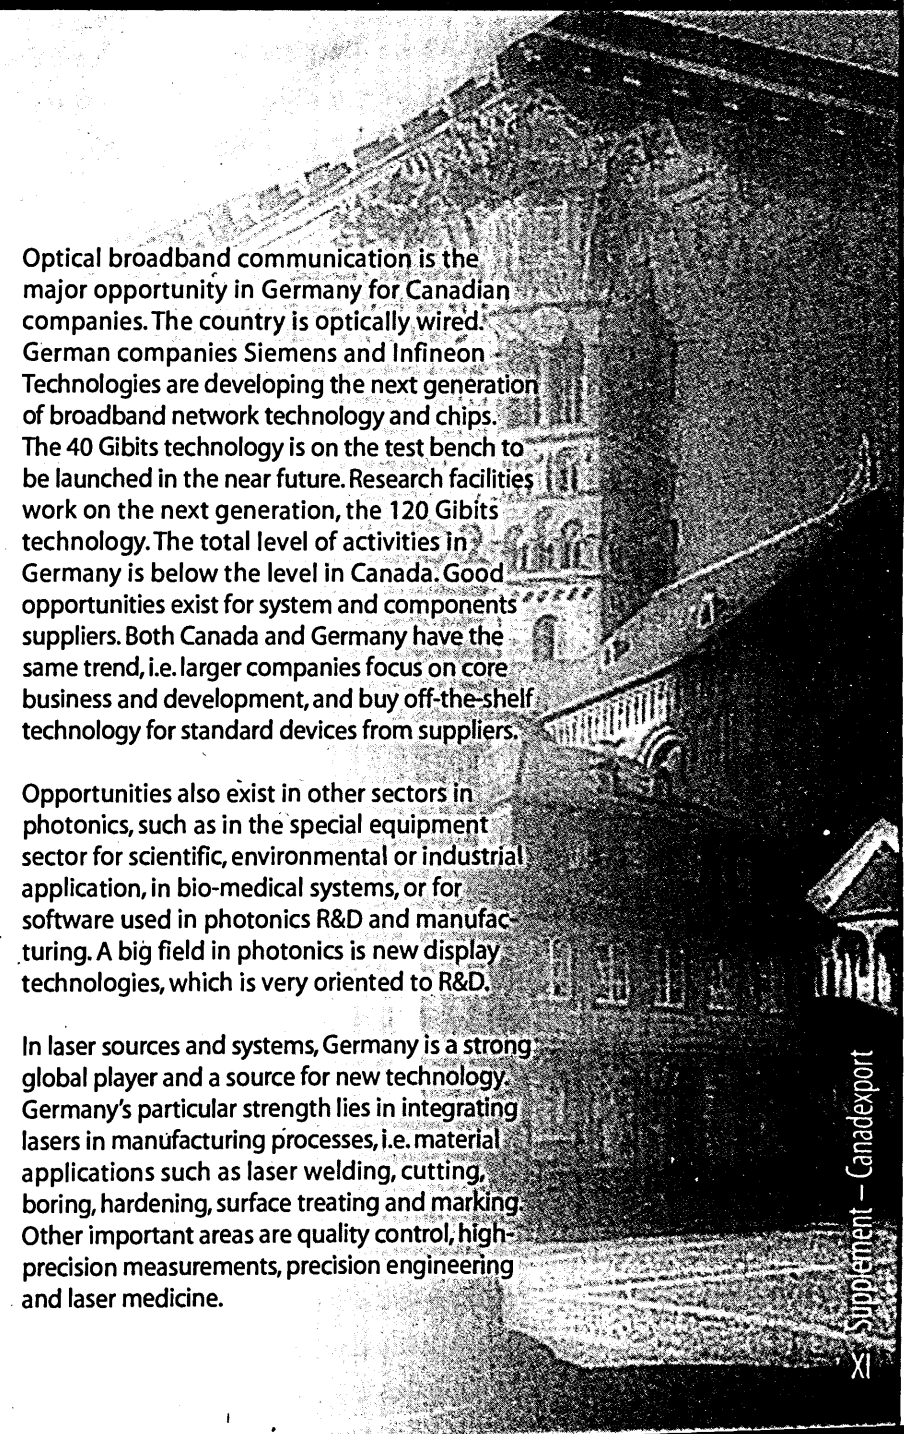 Optical broadband communication is the
major opportunity in Germany for Canadian
companies. The country is optically wired.
German companies Siemens and Infineon
Technologies are developing the next generation
of broadband network technology and chips.
The 40 Gibits technology is on the test bench to
be launched in the near future. Research facilities
work on the next generation, the 120 Gibits
technology. The total level of activities in
Germany is below the level in Canada. Good
opportunities exist for system and components
suppliers. Both Canada and Germany have the
same trend, i.e. larger companies focus on core
business and development, and buy off-the-shelf
technology for standard devices from suppliers.

Opportunities also exist in other sectors in
photonics, such as in the special equipment
sector for scientific, environmental or industrial
application, in bio-medical systems, or for
software used in photonics R&D and manufac-
turing. A big field in photonics is new display
technologies, which is very oriented to R&D.

In laser sources and systems, Germany is a strong
global player and a source for new technology.
Germany's particular strength lies in integrating
lasers in manufacturing processes, i.e. material
applications such as laser welding, cutting,
boring, hardening, surface treating and marking.
Other important areas are quality control, high-
precision measurements, precision engineering
and laser medicine.

XI Supplement – Canadexport